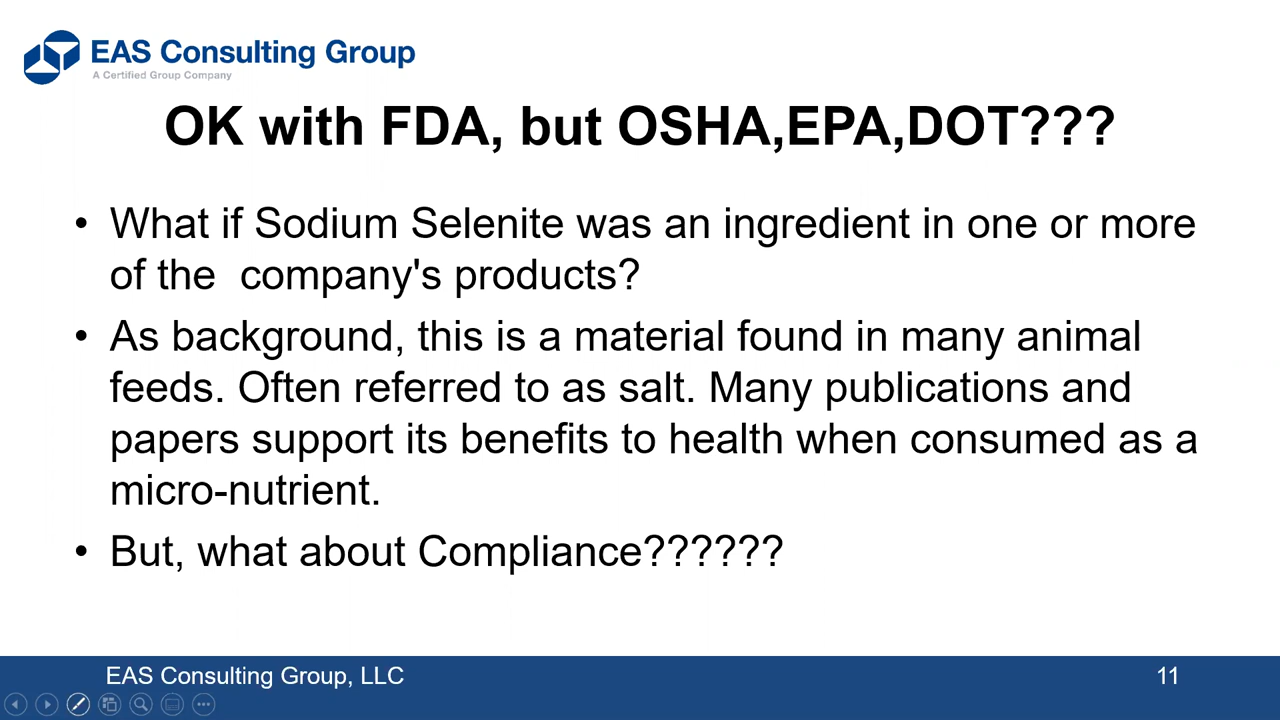 EAS Consulting Group
A Certified Group Company
OK with FDA, but OSHA,EPA,DOT???
• What if Sodium Selenite was an ingredient in one or more
of the  company's products?
• As background, this is a material found in many animal
feeds. Often referred to as salt. Many publications and
papers support its benefits to health when consumed as a
micro-nutrient.
• But, what about Compliance??????
EAS Consulting Group, LLC
11